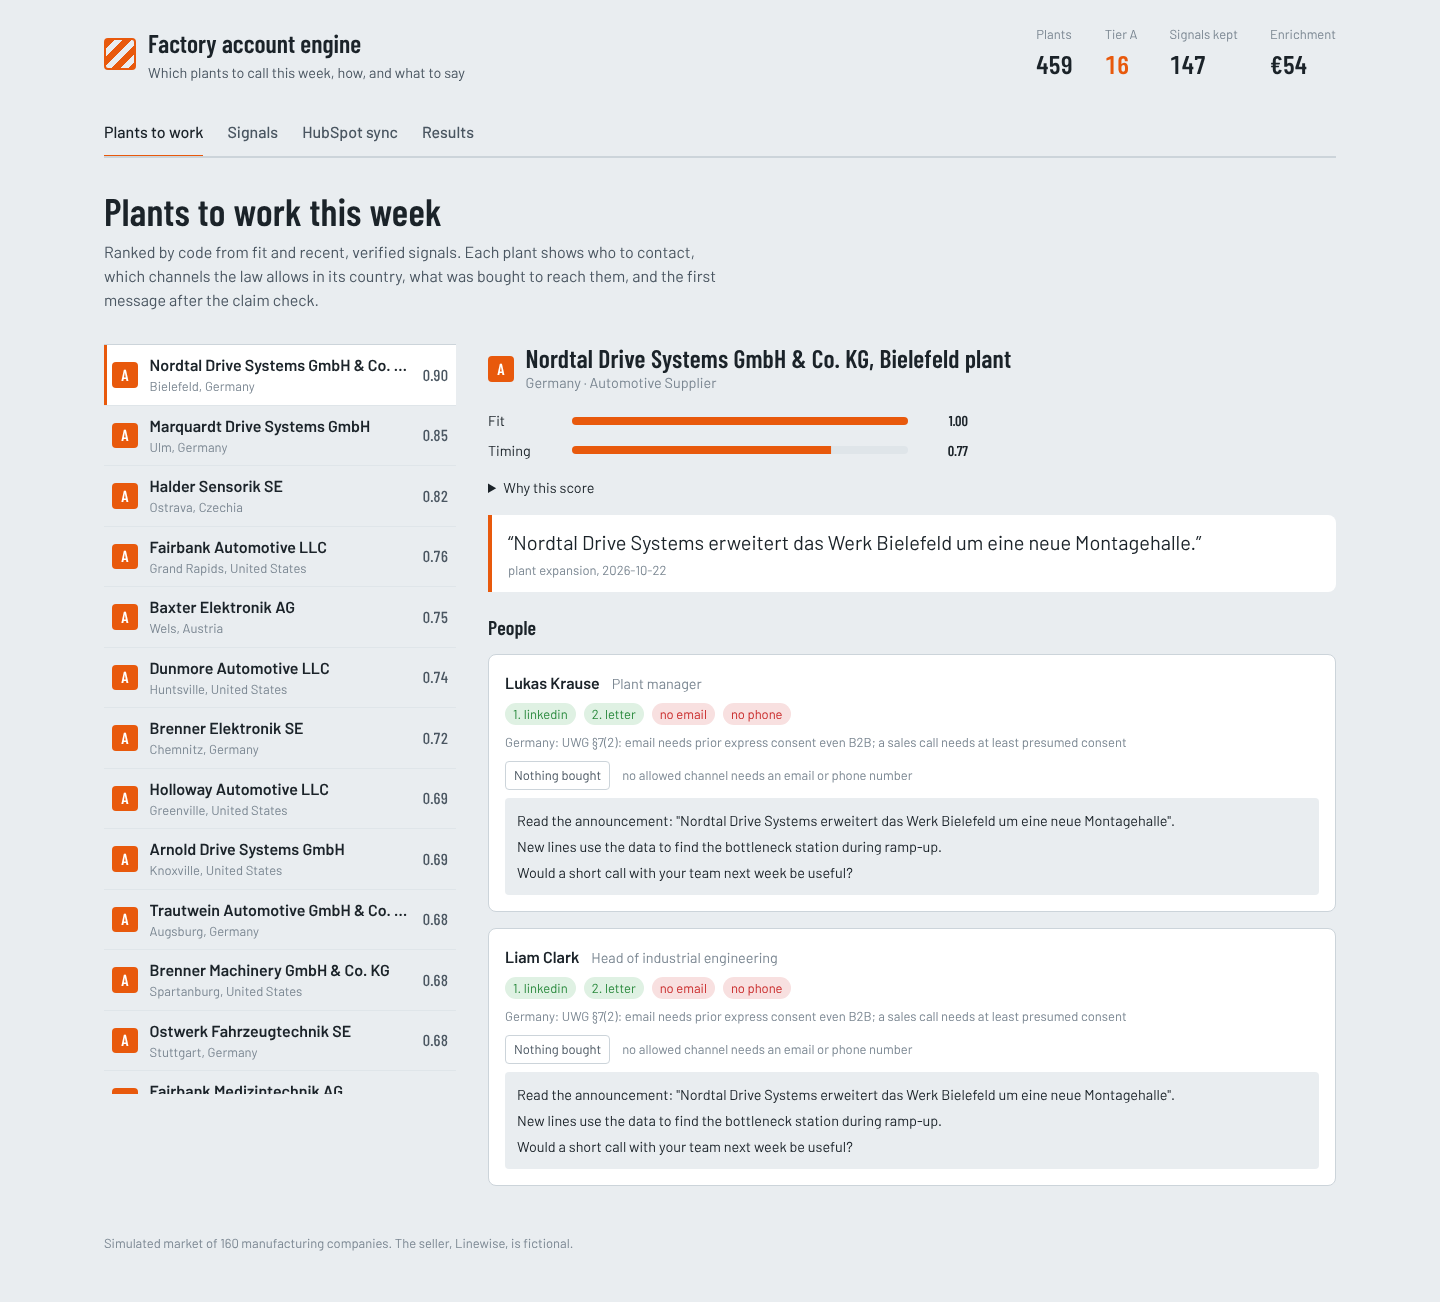 Factory account engine
Which plants to call this week, how, and what to say
Plants
459
Tier A
16
Signals kept
147
Enrichment
€54
Plants to work
Signals
HubSpot sync
Results
Plants to work this week
Ranked by code from fit and recent, verified signals. Each plant shows who to contact,
which channels the law allows in its country, what was bought to reach them, and the first
message after the claim check.
A
Nordtal Drive Systems GmbH & Co. …
Bielefeld, Germany
0.90
A
Marquardt Drive Systems GmbH
Ulm, Germany
0.85
A
Halder Sensorik SE
Ostrava, Czechia
0.82
A
Fairbank Automotive LLC
Grand Rapids, United States
0.76
A
Baxter Elektronik AG
Wels, Austria
0.75
A
Dunmore Automotive LLC
Huntsville, United States
0.74
A
Brenner Elektronik SE
Chemnitz, Germany
0.72
A
Holloway Automotive LLC
Greenville, United States
0.69
A
Arnold Drive Systems GmbH
Knoxville, United States
0.69
A
Trautwein Automotive GmbH & Co. …
Augsburg, Germany
0.68
A
Brenner Machinery GmbH & Co. KG
Spartanburg, United States
0.68
A
Ostwerk Fahrzeugtechnik SE
Stuttgart, Germany
0.68
Fairbank Medizintechnik AG
A
Nordtal Drive Systems GmbH & Co. KG, Bielefeld plant
Germany · Automotive Supplier
Fit
1.00
Timing
0.77
Why this score
“Nordtal Drive Systems erweitert das Werk Bielefeld um eine neue Montagehalle.”
plant expansion, 2026-10-22
People
Lukas Krause Plant manager
1. linkedin 2. letter no email no phone
Germany: UWG §7(2): email needs prior express consent even B2B; a sales call needs at least presumed consent
Nothing bought no allowed channel needs an email or phone number
Read the announcement: "Nordtal Drive Systems erweitert das Werk Bielefeld um eine neue Montagehalle".
New lines use the data to find the bottleneck station during ramp-up.
Would a short call with your team next week be useful?
Liam Clark Head of industrial engineering
1. linkedin 2. letter no email no phone
Germany: UWG §7(2): email needs prior express consent even B2B; a sales call needs at least presumed consent
Nothing bought no allowed channel needs an email or phone number
Read the announcement: "Nordtal Drive Systems erweitert das Werk Bielefeld um eine neue Montagehalle".
New lines use the data to find the bottleneck station during ramp-up.
Would a short call with your team next week be useful?
Simulated market of 160 manufacturing companies. The seller, Linewise, is fictional.